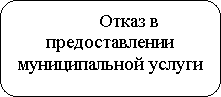 Отказ в
предоставлении
муниципальной услуги